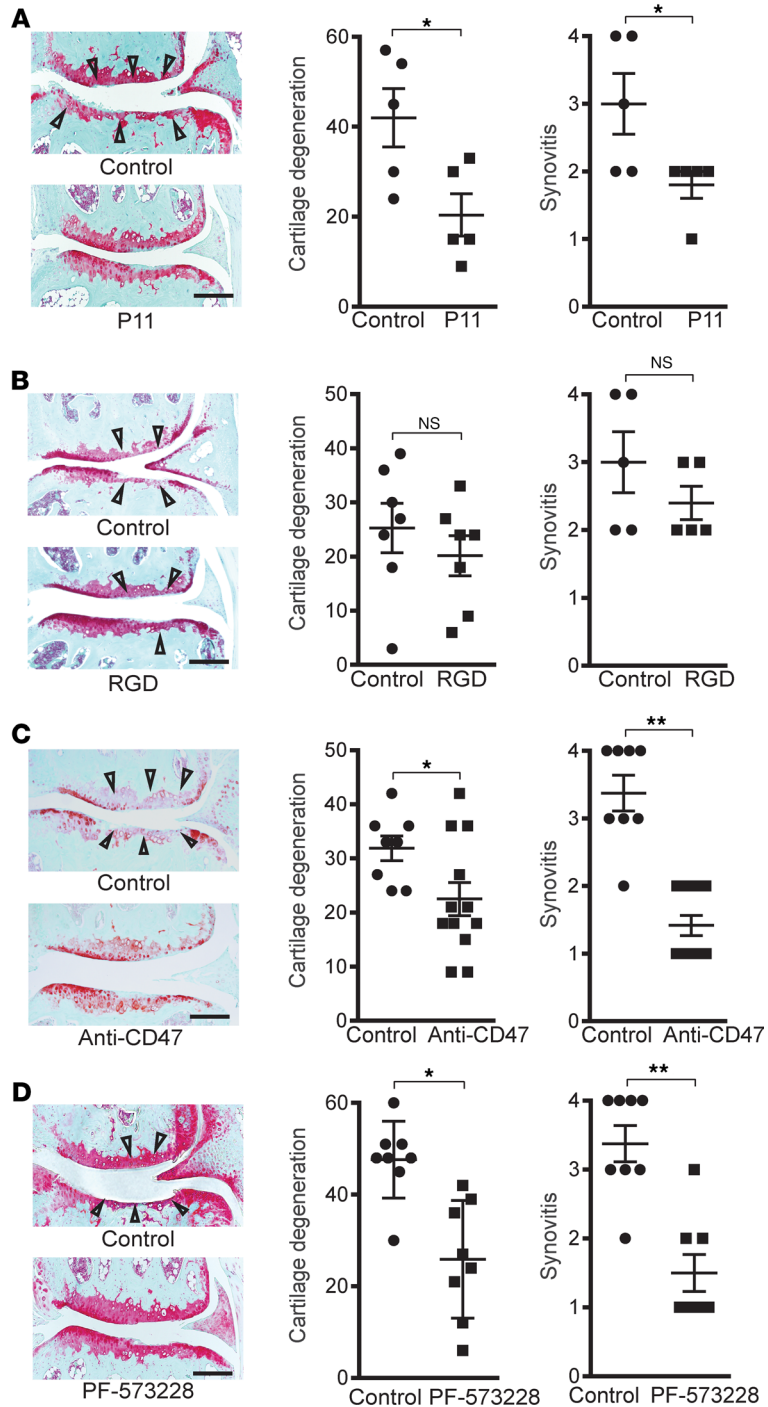 A
Control
P11
Cartilage degeneration
60
40
20
0
*
Control P11
Synovitis
4
3
2
1
0
*
Control P11
B
Control
RGD
Cartilage degeneration
50
40
30
20
10
0
NS
Control RGD
Synovitis
4
3
2
1
0
NS
Control RGD
C
Control
Anti-CD47
Cartilage degeneration
50
40
30
20
10
0
*
Control Anti-CD47
Synovitis
4
3
2
1
0
**
Control Anti-CD47
D
Control
PF-573228
Cartilage degeneration
60
40
20
0
*
Control PF-573228
Synovitis
4
3
2
1
0
**
Control PF-573228